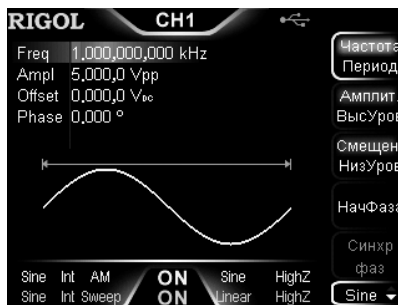 RIGOL CH1
Freq 1,000,000,000 kHz
Ampl 5,000,0 Vpp
Offset 0,000,0 VDC
Phase 0,000 °
Частота
Период
Амплит.
ВысУров
Смещен
НизУров
НачФаза
Синхр
фаз
Sine
Sine Int AM ON Sine HighZ
Sine Int Sweep ON Linear HighZ